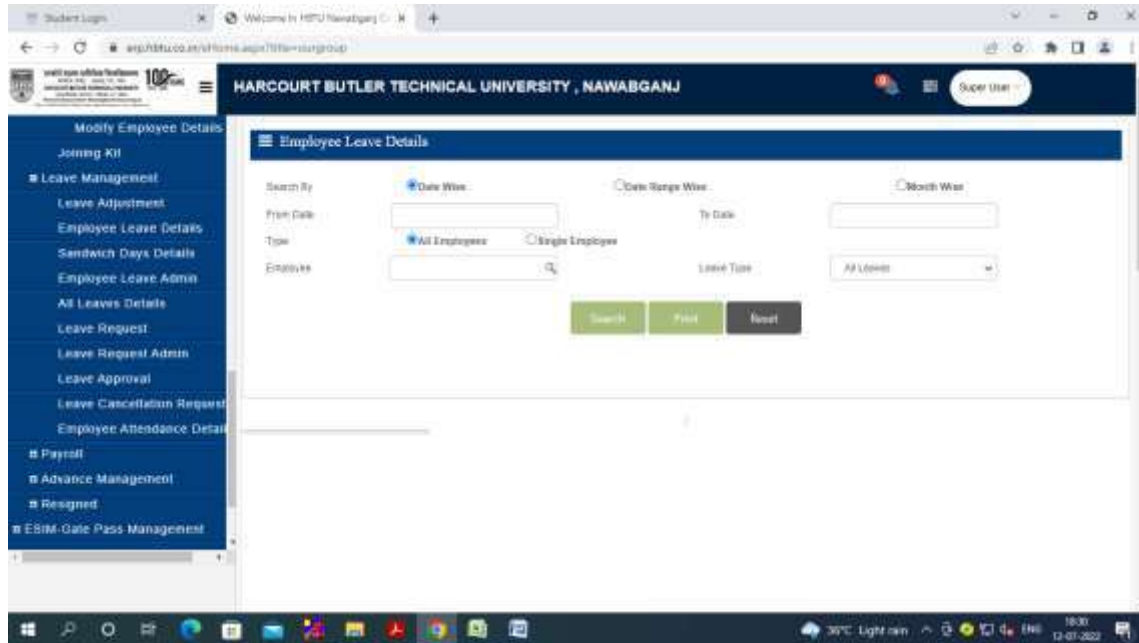 Student Login
Welcome to HBTU Nawabganj
HARCOURT BUTLER TECHNICAL UNIVERSITY , NAWABGANJ
Super User
Modify Employee Details
Joining Kit
Leave Management
Leave Adjustment
Employee Leave Details
Sandwich Days Details
Employee Leave Admin
All Leaves Details
Leave Request
Leave Request Admin
Leave Approval
Leave Cancellation Request
Employee Attendance Detail
Payroll
Advance Management
Resigned
ESIM-Gate Pass Management
Employee Leave Details
Search By Date Wise Date Range Wise Month Wise
From Date To Date
Type All Employees Single Employee
Employee Leave Type All Leaves
Search Print Reset
36°C Light rain ENG 18:30
12-07-2022